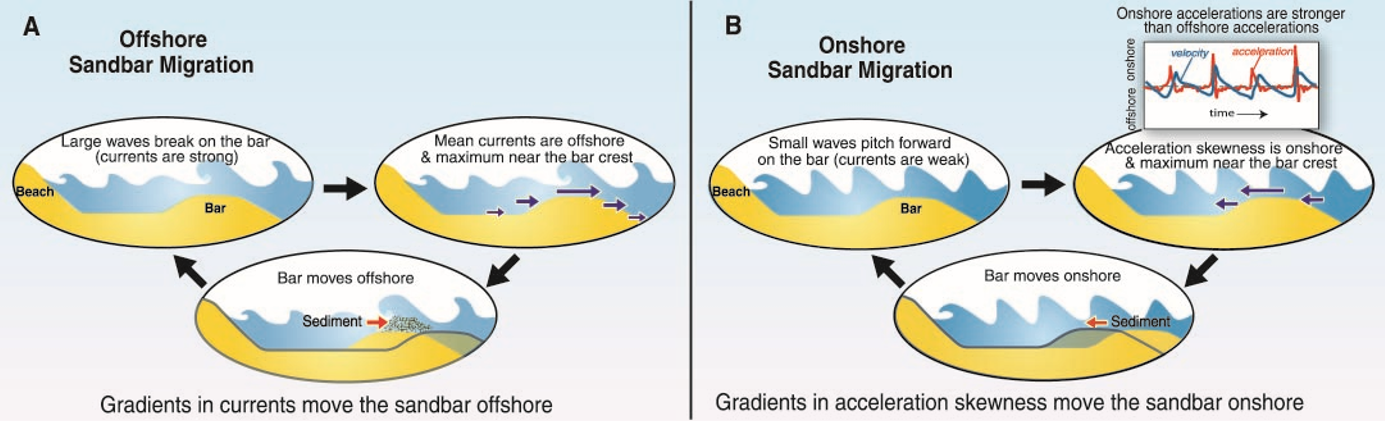 A
Offshore
Sandbar Migration
Large waves break on the bar
(currents are strong)
Beach
Bar
Mean currents are offshore
& maximum near the bar crest
Bar moves offshore
Sediment
Gradients in currents move the sandbar offshore
B
Onshore
Sandbar Migration
Onshore accelerations are stronger
than offshore accelerations
offshore onshore
velocity
acceleration
time
Small waves pitch forward
on the bar (currents are weak)
Beach
Bar
Acceleration skewness is onshore
& maximum near the bar crest
Bar moves onshore
Sediment
Gradients in acceleration skewness move the sandbar onshore